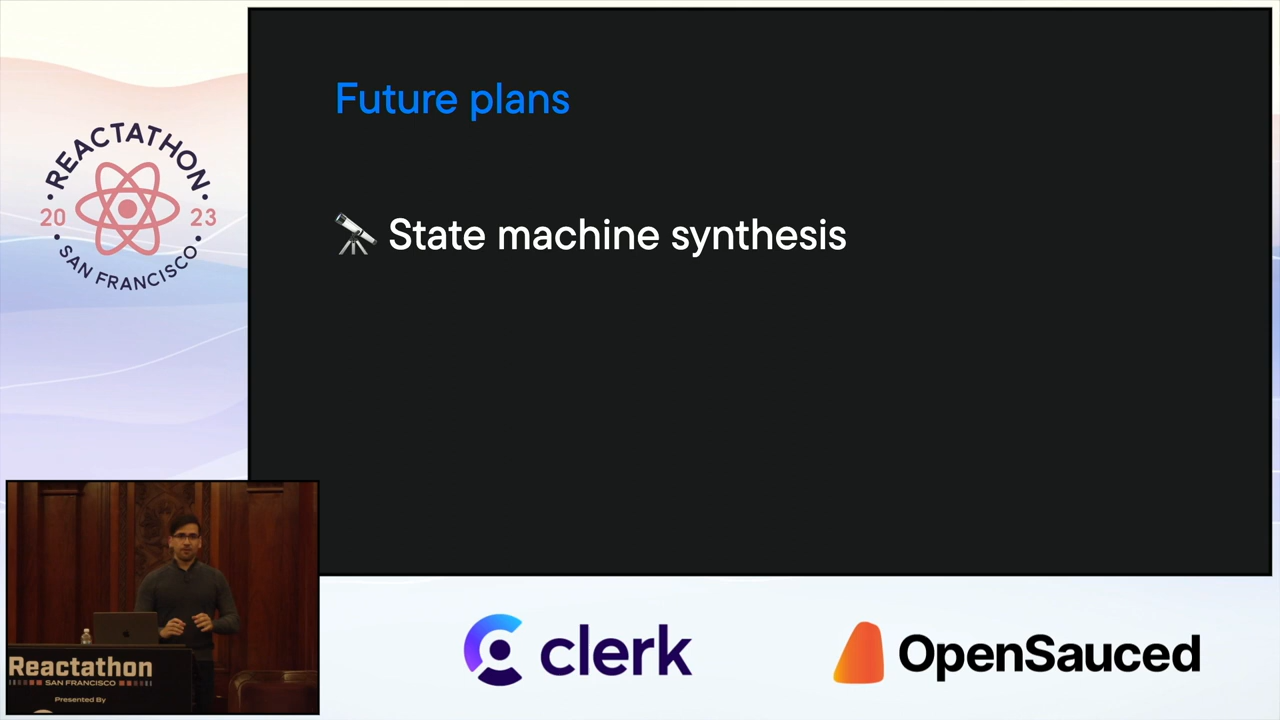 REACTATHON
20 23
SAN FRANCISCO
Future plans
State machine synthesis
Reactathon
SAN FRANCISCO
Presented By
clerk
OpenSauced